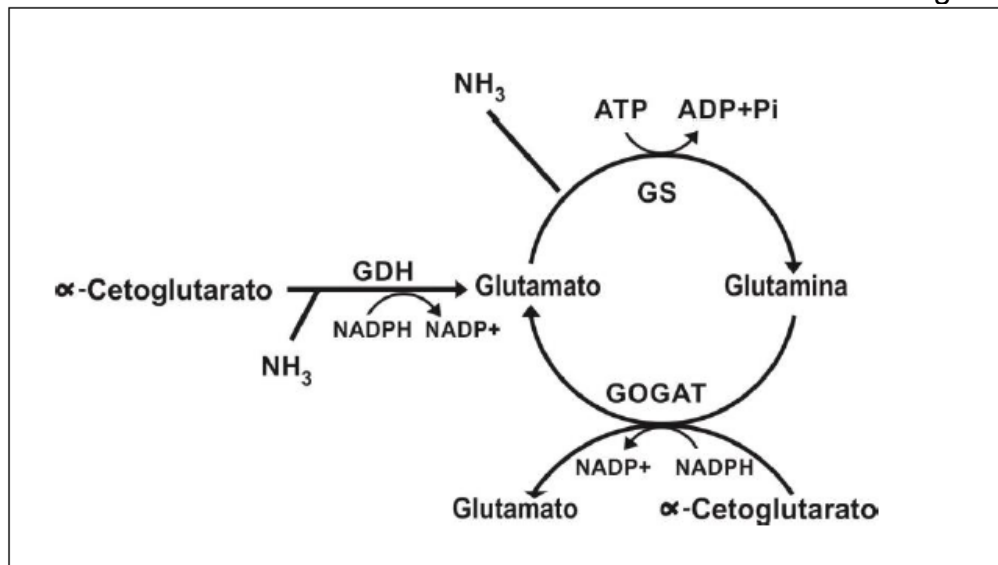 NH₃
ATP ADP+Pi
GS
GDH
α-Cetoglutarato Glutamato Glutamina
NADPH NADP+
NH₃
GOGAT
NADP+ NADPH
Glutamato α-Cetoglutarato